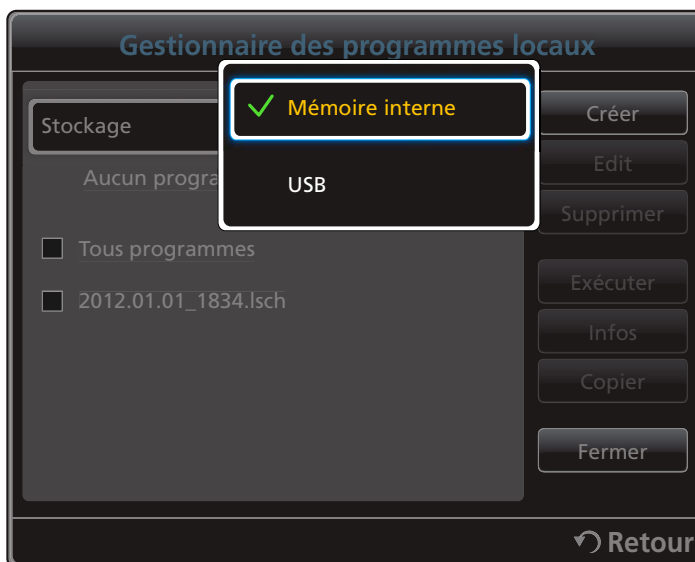 Gestionnaire des programmes locaux
Stockage
Mémoire interne
USB
Aucun progra
Tous programmes
2012.01.01_1834.lsch
Créer
Edit
Supprimer
Exécuter
Infos
Copier
Fermer
Retour